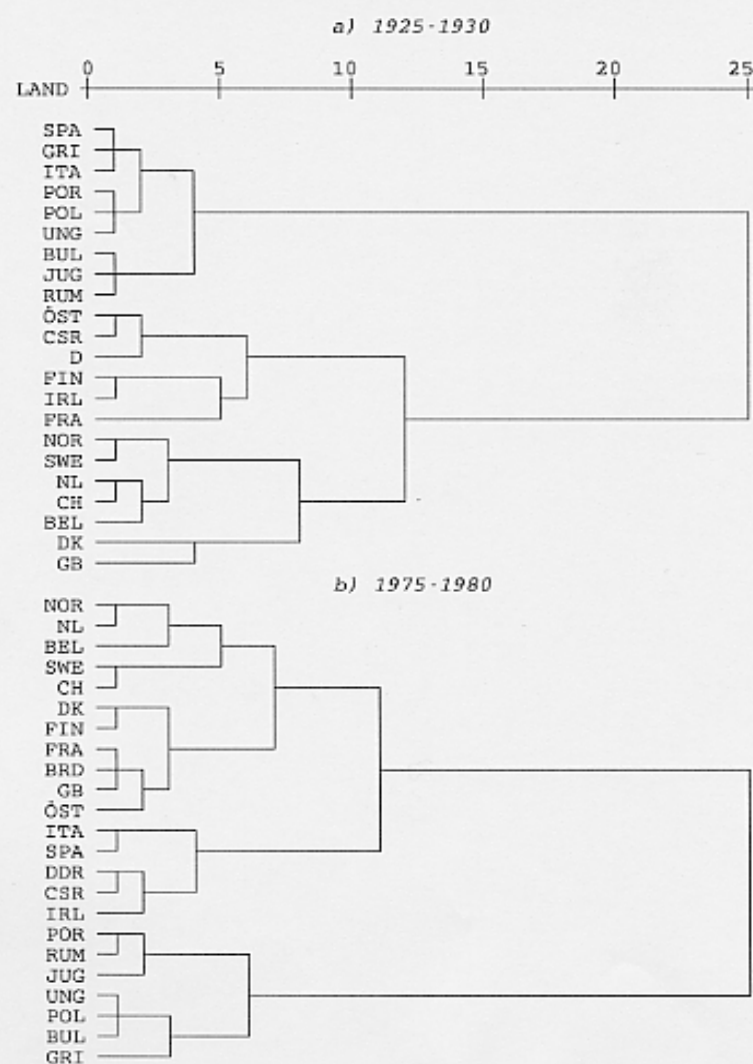 a) 1925-1930
0 5 10 15 20 25
LAND
SPA
GRI
ITA
POR
POL
UNG
BUL
JUG
RUM
ÖST
CSR
D
FIN
IRL
FRA
NOR
SWE
NL
CH
BEL
DK
GB
b) 1975-1980
NOR
NL
BEL
SWE
CH
DK
FIN
FRA
BRD
GB
ÖST
ITA
SPA
DDR
CSR
IRL
POR
RUM
JUG
UNG
POL
BUL
GRI